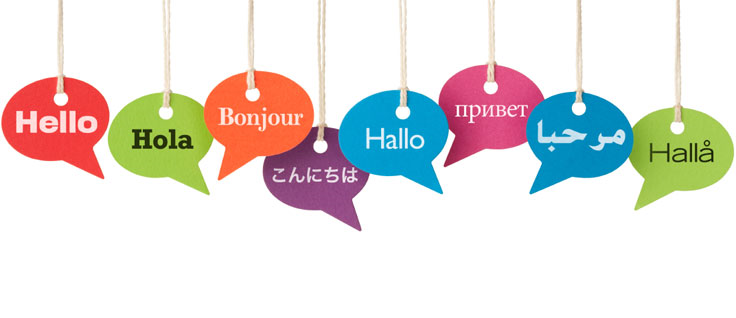 Hello
Hola
Bonjour
こんにちは
Hallo
привет
مرحبا
Hallå